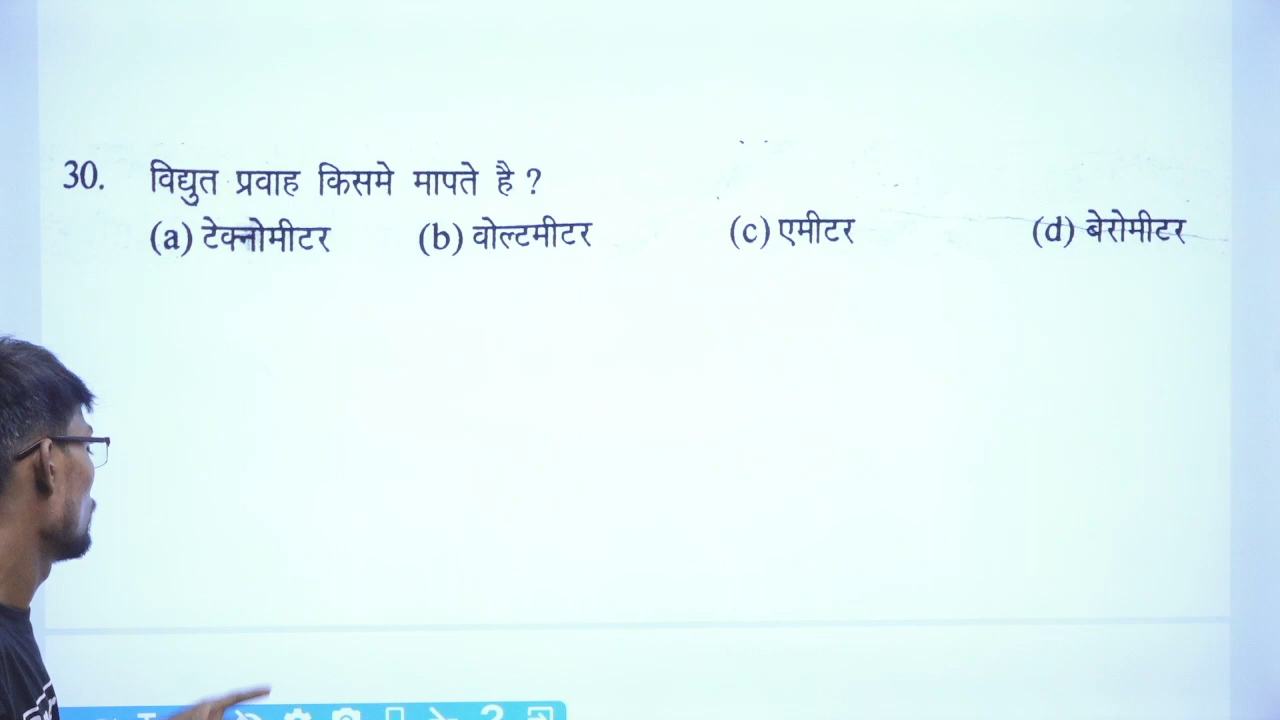 30. विद्युत प्रवाह किसमे मापते है ?
(a) टेक्नोमीटर (b) वोल्टमीटर (c) एमीटर (d) बेरोमीटर